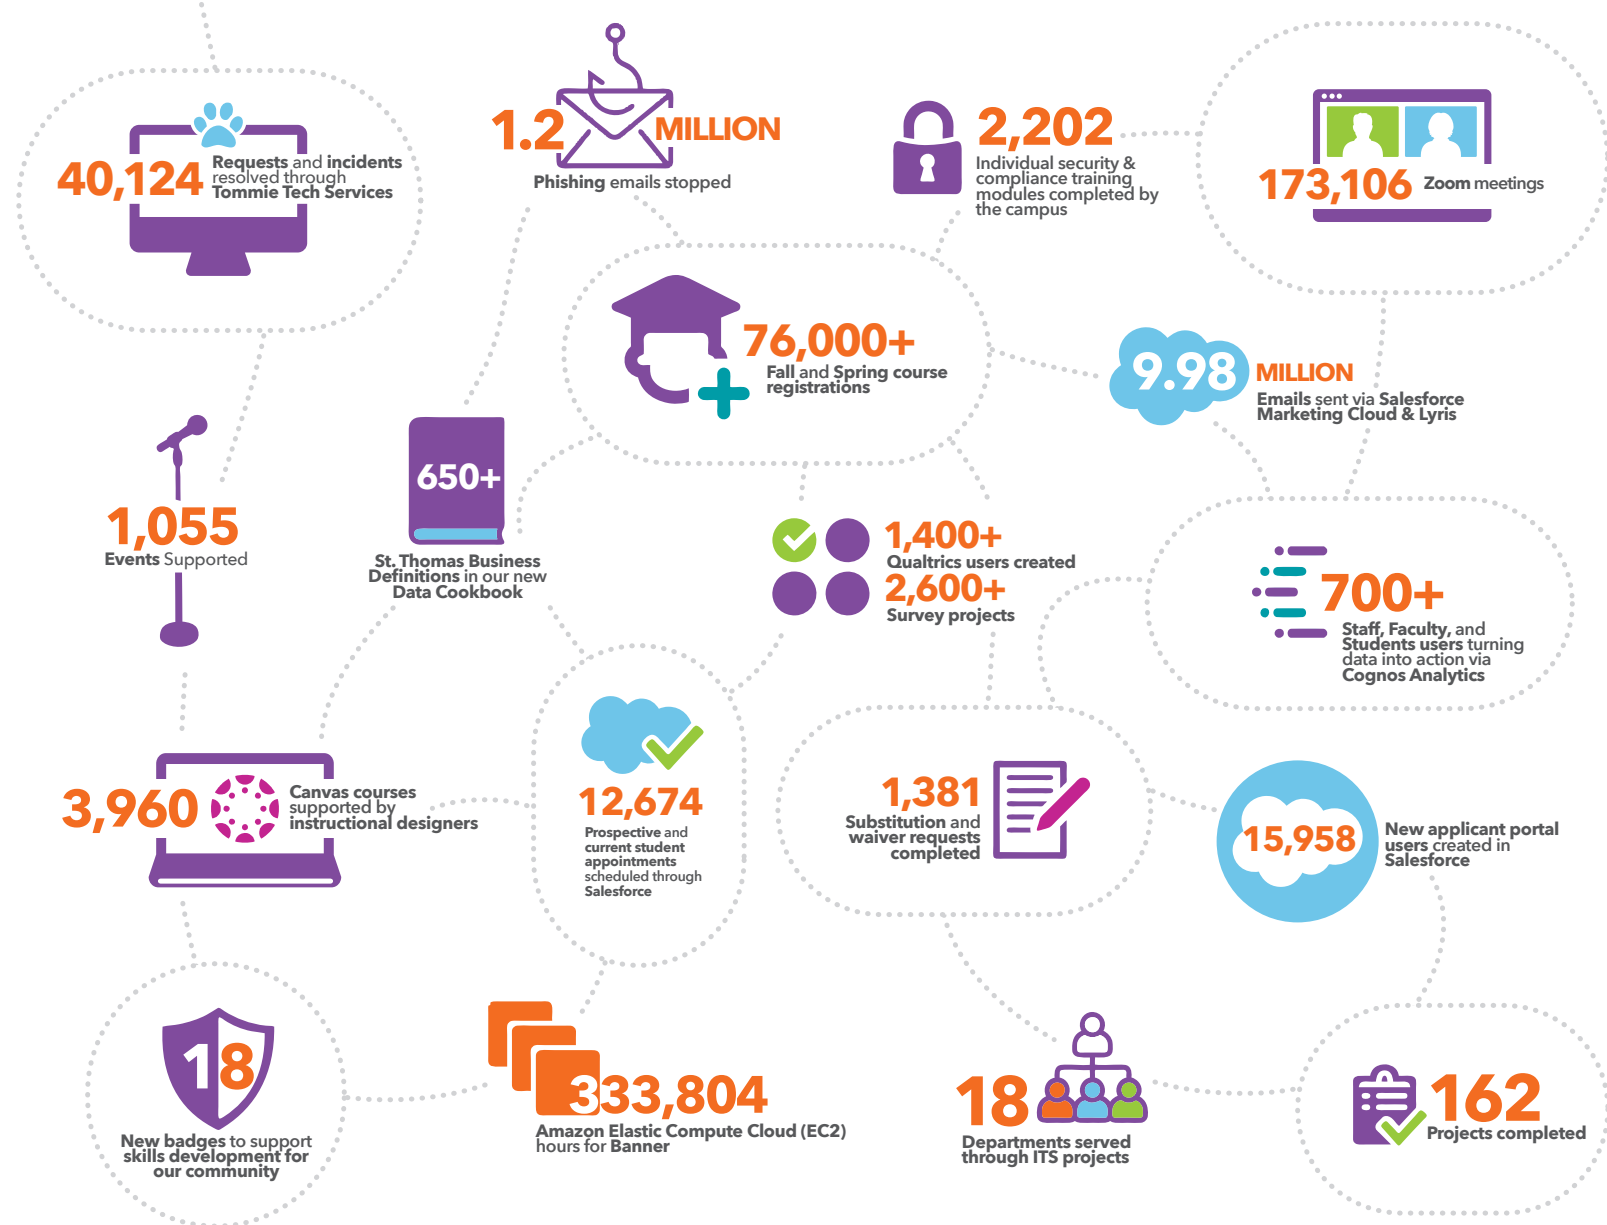 40,124
Requests and incidents
resolved through
Tommie Tech Services
1.2 MILLION
Phishing emails stopped
2,202
Individual security &
compliance training
modules completed by
the campus
173,106 Zoom meetings
76,000+
Fall and Spring course
registrations
9.98 MILLION
Emails sent via Salesforce
Marketing Cloud & Lyris
1,055
Events Supported
650+
St. Thomas Business
Definitions in our new
Data Cookbook
1,400+
Qualtrics users created
2,600+
Survey projects
700+
Staff, Faculty, and
Students users turning
data into action via
Cognos Analytics
3,960
Canvas courses
supported by
instructional designers
12,674
Prospective and
current student
appointments
scheduled through
Salesforce
1,381
Substitution and
waiver requests
completed
15,958
New applicant portal
users created in
Salesforce
18
New badges to support
skills development for
our community
333,804
Amazon Elastic Compute Cloud (EC2)
hours for Banner
18
Departments served
through ITS projects
162
Projects completed